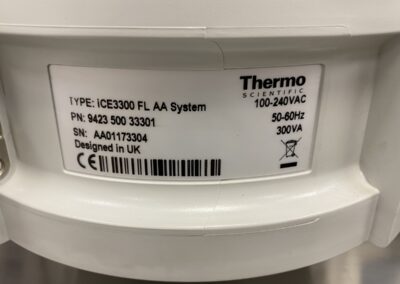 Thermo
SCIENTIFIC
TYPE: iCE3300 FL AA System
100-240VAC
PN: 9423 500 33301
50-60Hz
SN: AA01173304
300VA
Designed in UK
CE